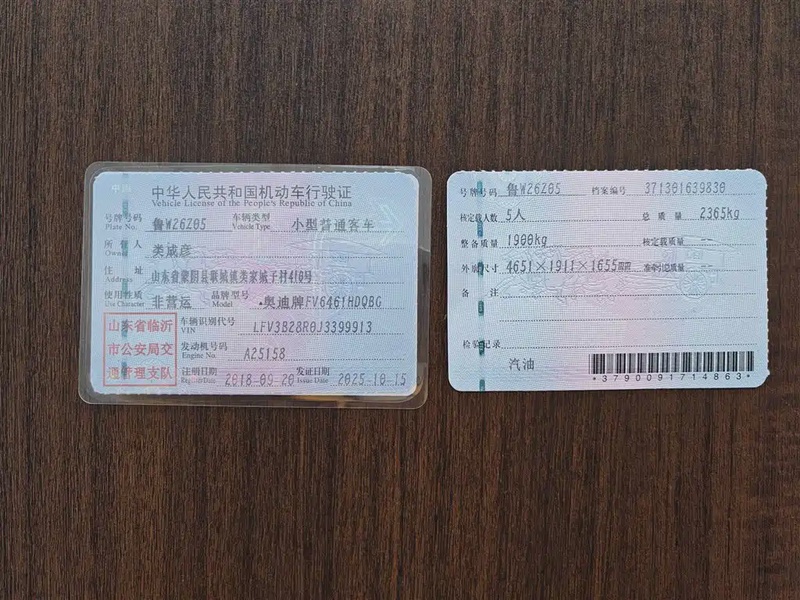 中华人民共和国机动车行驶证
Vehicle License of the People's Republic of China
号牌号码 鲁W26Z05 车辆类型 小型普通客车
Plate No. Vehicle Type
所有人 类成彦
Owner
住址 山东省蒙阴县垛庄镇类家城子村410号
Address
使用性质 非营运 品牌型号 奥迪牌FV6461HDQBG
Use Character Model
山东省临沂
市公安局交
通管理支队
车辆识别代号 LFV3B28R0J3399913
VIN
发动机号码 A25158
Engine No.
注册日期 2018-09-20 发证日期 2025-10-15
Register Date Issue Date
号牌号码 鲁W26Z05 档案编号 371301639830
核定载人数 5人 总质量 2365kg
整备质量 1900kg 核定载质量 --
外廓尺寸 4651×1911×1655mm 准牵引总质量 --
备注
检验记录
汽油
*3790091714863*